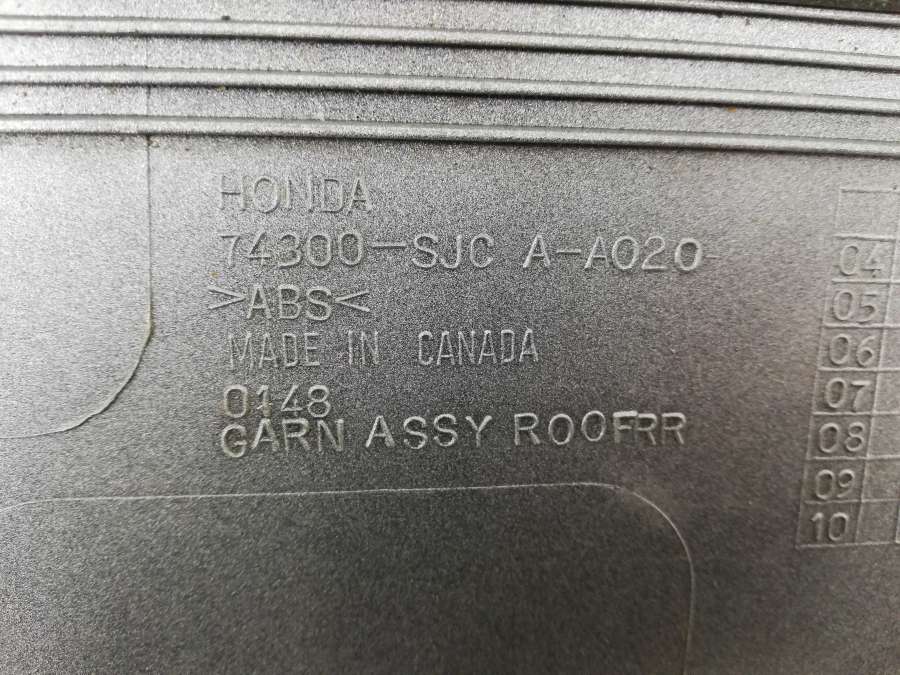 HONDA
74300-SJC A-A020
>ABS<
MADE IN CANADA
0148
GARN ASSY ROOFRR
04
05
06
07
08
09
10